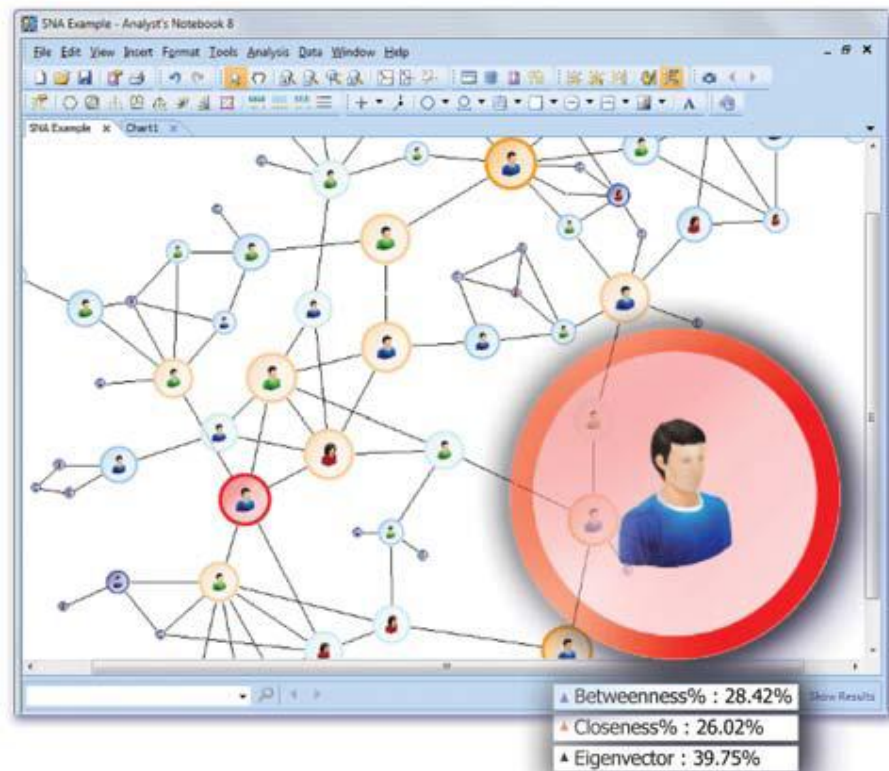 SNA Example - Analyst's Notebook 8
File Edit View Insert Format Tools Analysis Data Window Help
SNA Example x Chart1 x
Show Results
Betweenness% : 28.42%
Closeness% : 26.02%
Eigenvector : 39.75%